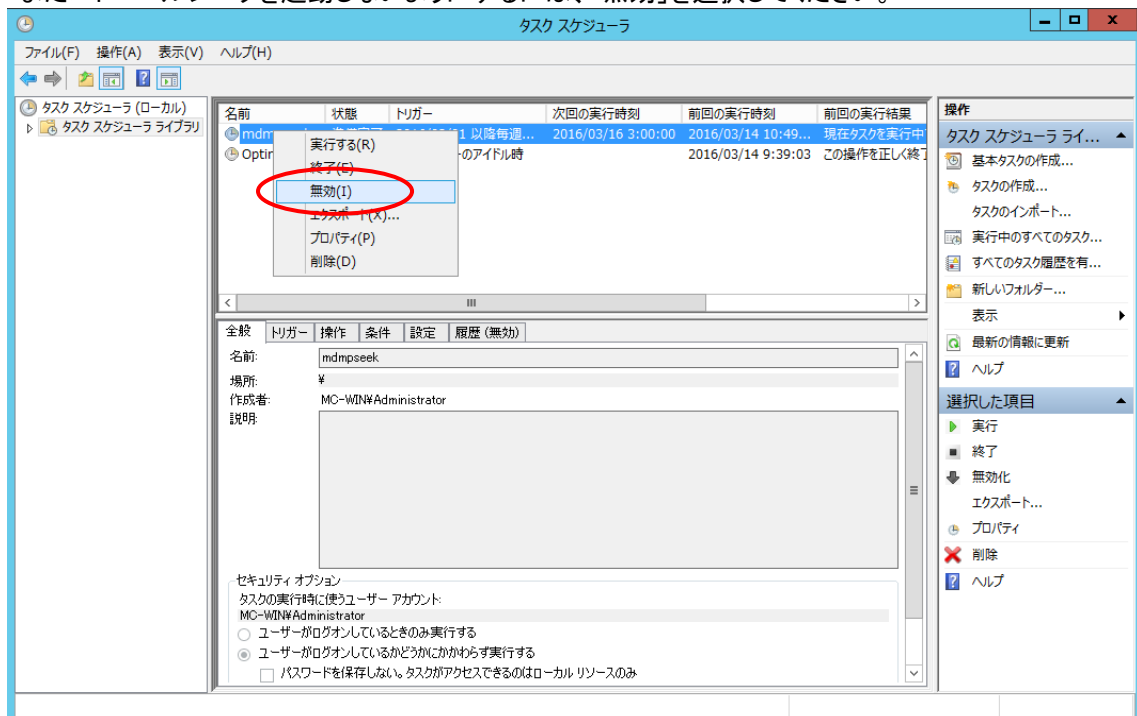 タスク スケジューラ
ファイル(F) 操作(A) 表示(V) ヘルプ(H)
タスク スケジューラ (ローカル)
タスク スケジューラ ライブラリ
名前 状態 トリガー 次回の実行時刻 前回の実行時刻 前回の実行結果
以降毎週... 2016/03/16 3:00:00 2016/03/14 10:49... 現在タスクを実行中
のアイドル時 2016/03/14 9:39:03 この操作を正しく終了
実行する(R)
終了(E)
無効(I)
エクスポート(X)...
プロパティ(P)
削除(D)
全般 トリガー 操作 条件 設定 履歴 (無効)
名前: mdmpseek
場所: ¥
作成者: MC-WIN¥Administrator
説明:
セキュリティ オプション
タスクの実行時に使うユーザー アカウント:
MC-WIN¥Administrator
ユーザーがログオンしているときのみ実行する
ユーザーがログオンしているかどうかにかかわらず実行する
パスワードを保存しない。タスクがアクセスできるのはローカル リソースのみ
操作
タスク スケジューラ ライ...
基本タスクの作成...
タスクの作成...
タスクのインポート...
実行中のすべてのタスク...
すべてのタスク履歴を有...
新しいフォルダー...
表示
最新の情報に更新
ヘルプ
選択した項目
実行
終了
無効化
エクスポート...
プロパティ
削除
ヘルプ